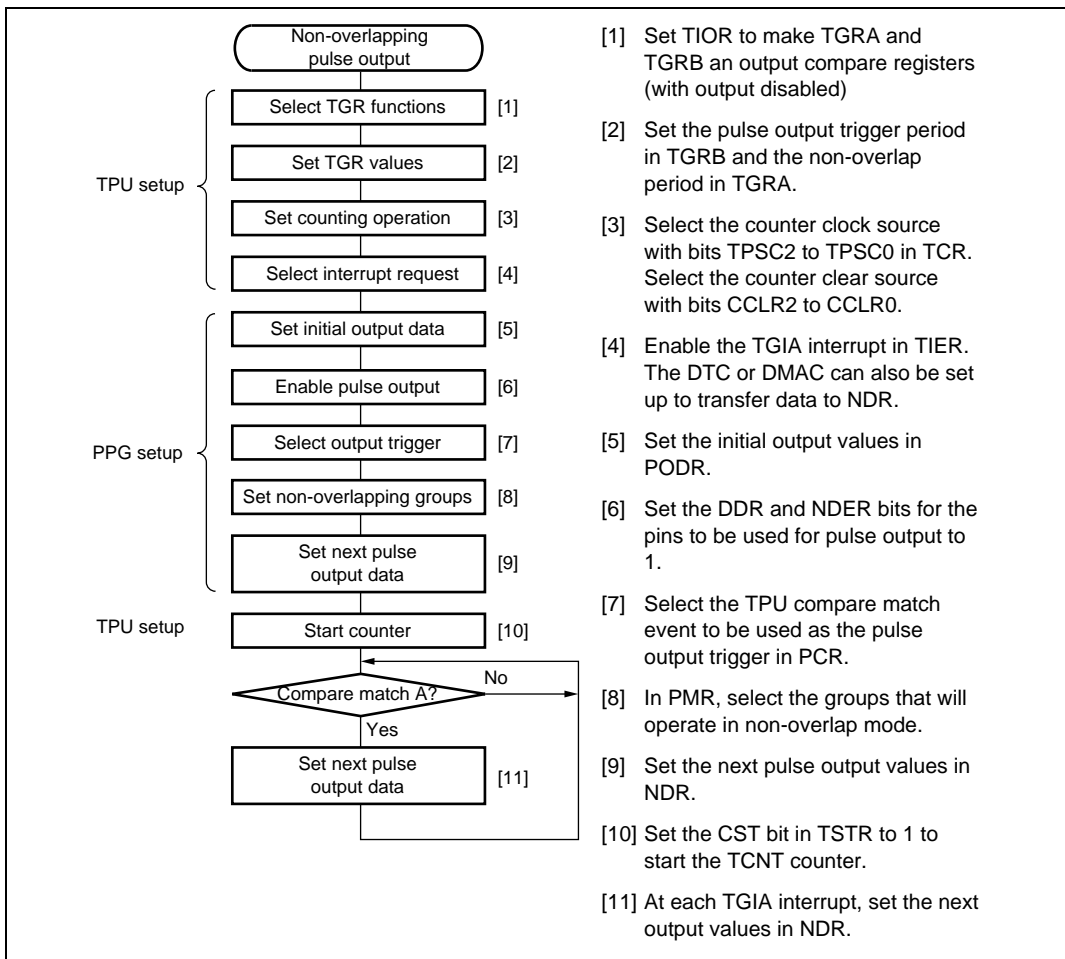 Non-overlapping
pulse output
Select TGR functions [1]
Set TGR values [2]
TPU setup
Set counting operation [3]
Select interrupt request [4]
Set initial output data [5]
Enable pulse output [6]
Select output trigger [7]
PPG setup
Set non-overlapping groups [8]
Set next pulse
output data
[9]
TPU setup
Start counter [10]
Compare match A?
No
Yes
Set next pulse
output data
[11]
[1] Set TIOR to make TGRA and
TGRB an output compare registers
(with output disabled)
[2] Set the pulse output trigger period
in TGRB and the non-overlap
period in TGRA.
[3] Select the counter clock source
with bits TPSC2 to TPSC0 in TCR.
Select the counter clear source
with bits CCLR2 to CCLR0.
[4] Enable the TGIA interrupt in TIER.
The DTC or DMAC can also be set
up to transfer data to NDR.
[5] Set the initial output values in
PODR.
[6] Set the DDR and NDER bits for the
pins to be used for pulse output to
1.
[7] Select the TPU compare match
event to be used as the pulse
output trigger in PCR.
[8] In PMR, select the groups that will
operate in non-overlap mode.
[9] Set the next pulse output values in
NDR.
[10] Set the CST bit in TSTR to 1 to
start the TCNT counter.
[11] At each TGIA interrupt, set the next
output values in NDR.